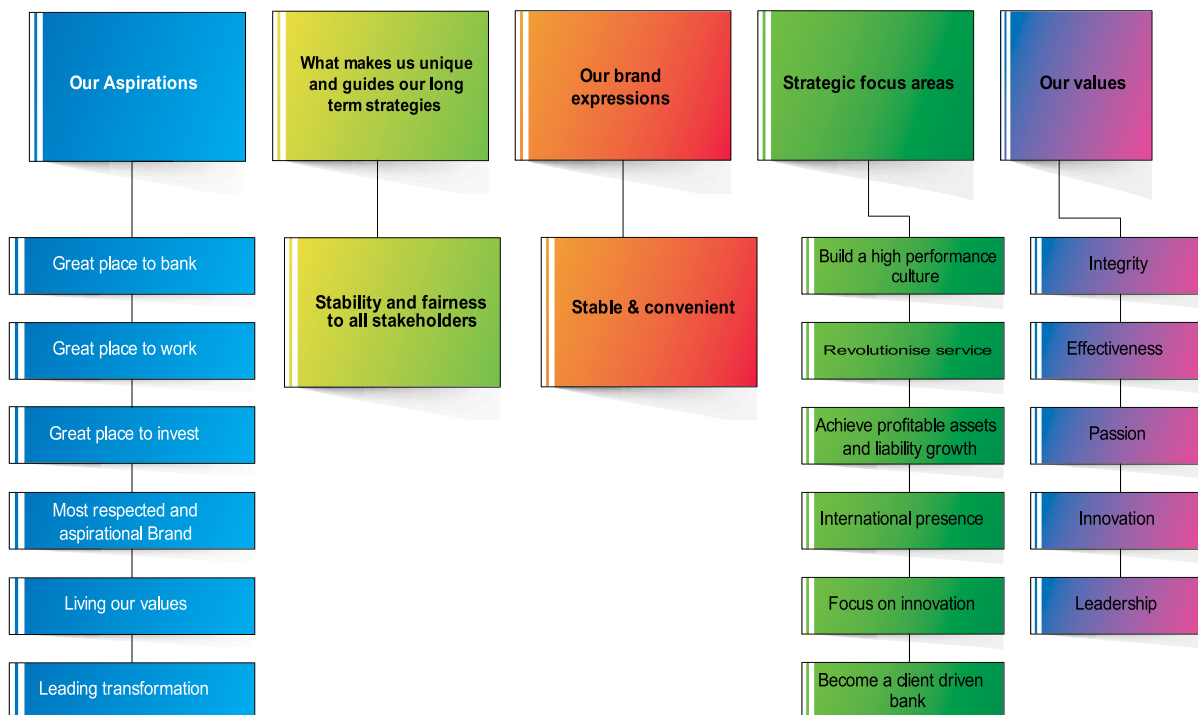 Our Aspirations
Great place to bank
Great place to work
Great place to invest
Most respected and
aspirational Brand
Living our values
Leading transformation
What makes us unique
and guides our long
term strategies
Stability and fairness
to all stakeholders
Our brand
expressions
Stable & convenient
Strategic focus areas
Build a high performance
culture
Revolutionise service
Achieve profitable assets
and liability growth
International presence
Focus on innovation
Become a client driven
bank
Our values
Integrity
Effectiveness
Passion
Innovation
Leadership